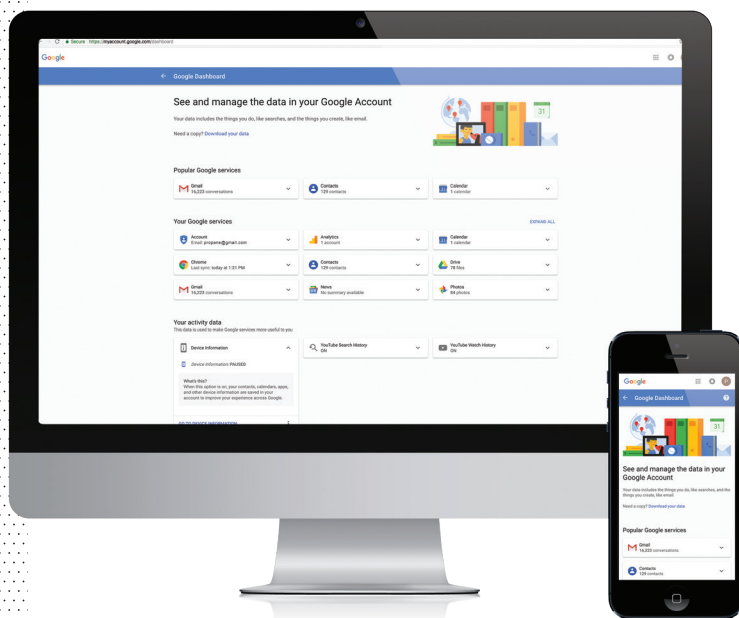 Secure https://myaccount.google.com/dashboard
Google
Google Dashboard
See and manage the data in your Google Account
Your data includes the things you do, like searches, and the things you create, like email.
Need a copy? Download your data
31
Popular Google services
Gmail
16,223 conversations
Contacts
129 contacts
Calendar
1 calendar
Your Google services
EXPAND ALL
Account
Email: propane@gmail.com
Analytics
1 account
Calendar
1 calendar
Chrome
Last sync: today at 1:21 PM
Contacts
129 contacts
Drive
78 files
Gmail
16,223 conversations
News
No summary available
Photos
84 photos
Your activity data
This data is used to make Google services more useful to you
Device Information
YouTube Search History
ON
YouTube Watch History
ON
Device Information: PAUSED
What's this?
When this option is on, your contacts, calendars, apps,
and other device information are saved in your
account to improve your experience across Google.
GO TO DEVICE INFORMATION
Google
P
Google Dashboard
?
31
See and manage the data in your
Google Account
Your data includes the things you do, like searches, and the
things you create, like email.
Need a copy? Download your data
Popular Google services
Gmail
16,223 conversations
Contacts
129 contacts